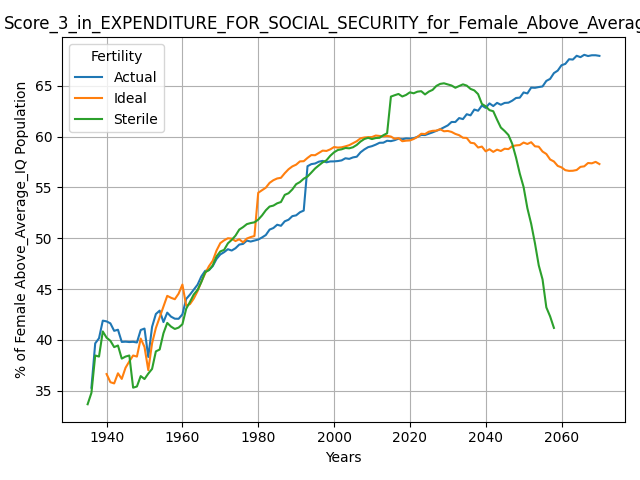 Score_3_in_EXPENDITURE_FOR_SOCIAL_SECURITY_for_Female_Above_Averag
Fertility
Actual
Ideal
Sterile
% of Female Above_Average_IQ Population
65
60
55
50
45
40
35
1940 1960 1980 2000 2020 2040 2060
Years